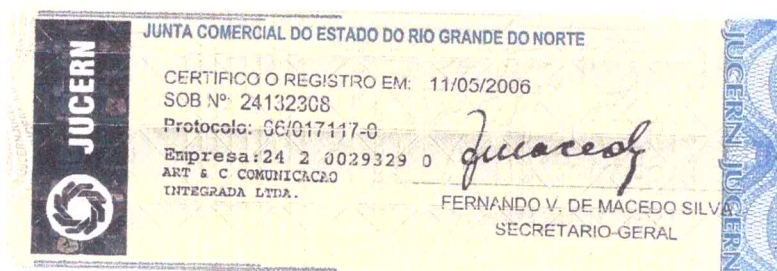 JUCERN
JUNTA COMERCIAL DO ESTADO DO RIO GRANDE DO NORTE
CERTIFICO O REGISTRO EM: 11/05/2006
SOB Nº: 24132308
Protocolo: 06/017117-0
Empresa:24 2 0029329 0
ART & C COMUNICACAO
INTEGRADA LTDA.
FERNANDO V. DE MACEDO SILVA
SECRETARIO-GERAL
JUCERN JUCERN